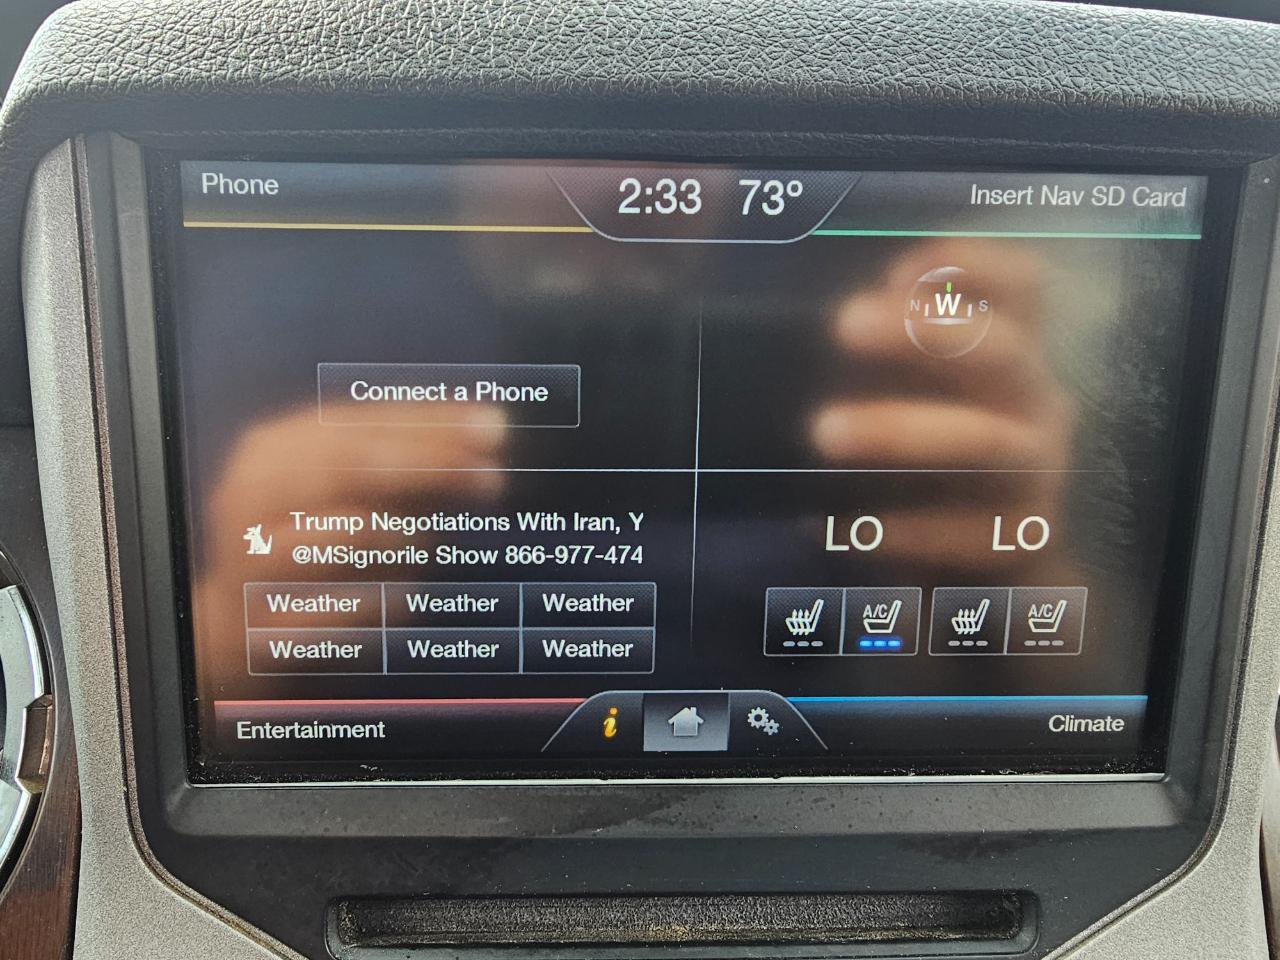 Phone
2:33 73º
Insert Nav SD Card
N W S
Connect a Phone
Trump Negotiations With Iran, Y
@MSignorile Show 866-977-474
Weather Weather Weather
Weather Weather Weather
LO LO
A/C A/C
Entertainment
i
Climate